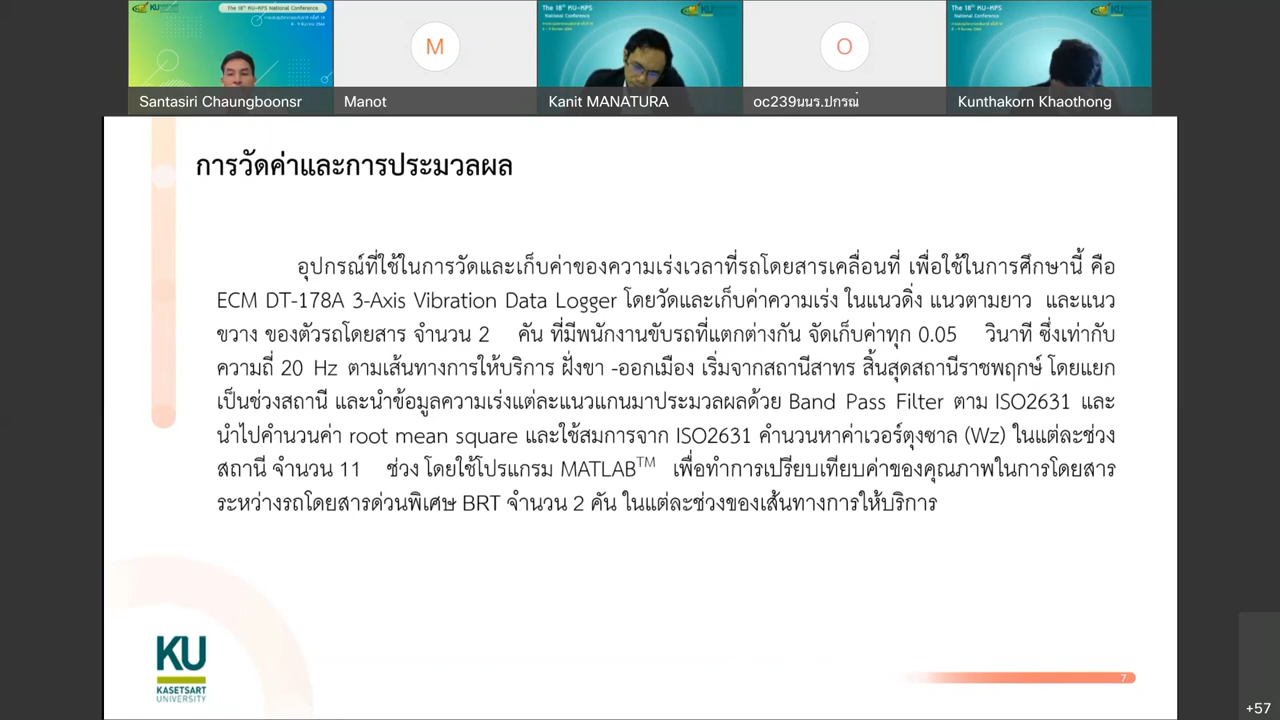 KU
The 18th KU-KPS National Conference
The 18th KU-KPS
National Conference
KU
The 18th KU-KPS
National Conference
KU
M
O
Santasiri Chaungboonsr
Manot
Kanit MANATURA
oc239นนร.ปกรณ์
Kunthakorn Khaothong
การวัดค่าและการประมวลผล
อุปกรณ์ที่ใช้ในการวัดและเก็บค่าของความเร่งเวลาที่รถโดยสารเคลื่อนที่ เพื่อใช้ในการศึกษานี้ คือ
ECM DT-178A 3-Axis Vibration Data Logger โดยวัดและเก็บค่าความเร่ง ในแนวดิ่ง แนวตามยาว และแนว
ขวาง ของตัวรถโดยสาร จำนวน 2 คัน ที่มีพนักงานขับรถที่แตกต่างกัน จัดเก็บค่าทุก 0.05 วินาที ซึ่งเท่ากับ
ความถี่ 20 Hz ตามเส้นทางการให้บริการ ฝั่งขา -ออกเมือง เริ่มจากสถานีสาทร สิ้นสุดสถานีราชพฤกษ์ โดยแยก
เป็นช่วงสถานี และนำข้อมูลความเร่งแต่ละแนวแกนมาประมวลผลด้วย Band Pass Filter ตาม ISO2631 และ
นำไปคำนวนค่า root mean square และใช้สมการจาก ISO2631 คำนวนหาค่าเวอร์ตุงซาล (Wz) ในแต่ละช่วง
สถานี จำนวน 11 ช่วง โดยใช้โปรแกรม MATLAB™ เพื่อทำการเปรียบเทียบค่าของคุณภาพในการโดยสาร
ระหว่างรถโดยสารด่วนพิเศษ BRT จำนวน 2 คัน ในแต่ละช่วงของเส้นทางการให้บริการ
KU
KASETSART
UNIVERSITY
7
+57